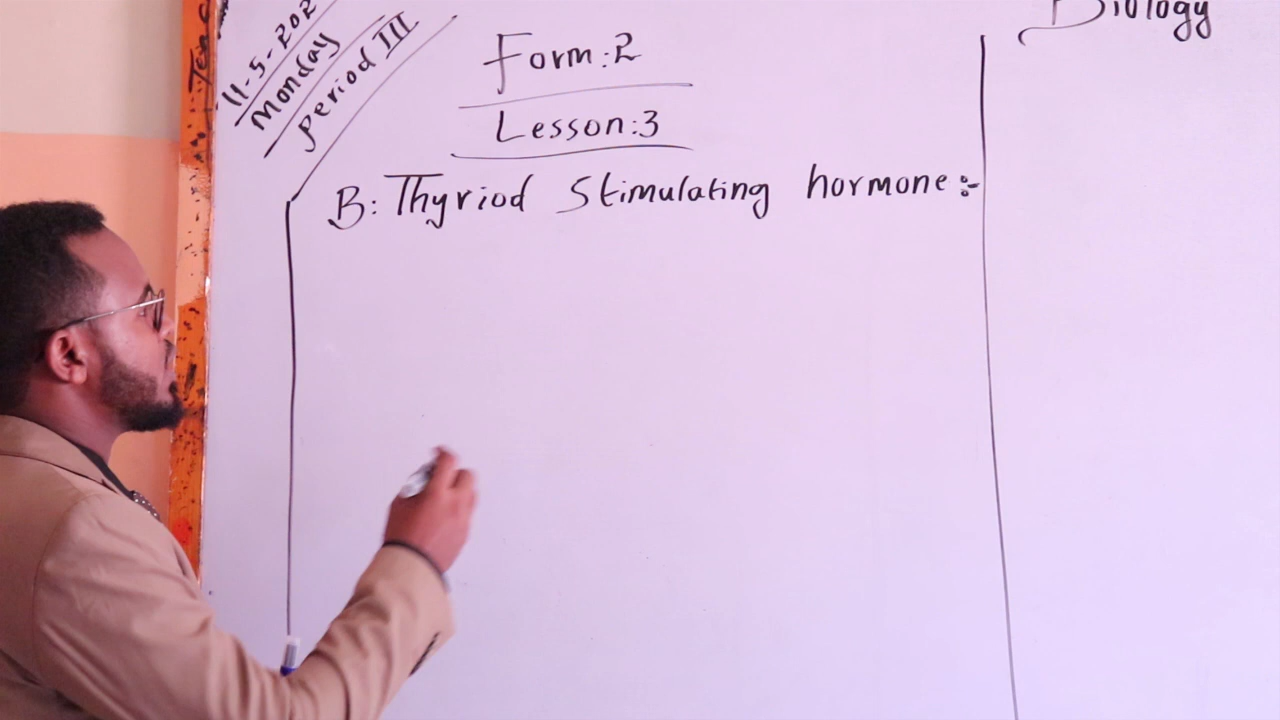 11-5-202
Monday
period III
Form:2
Lesson:3
B: Thyriod Stimulating hormone:-
Biology